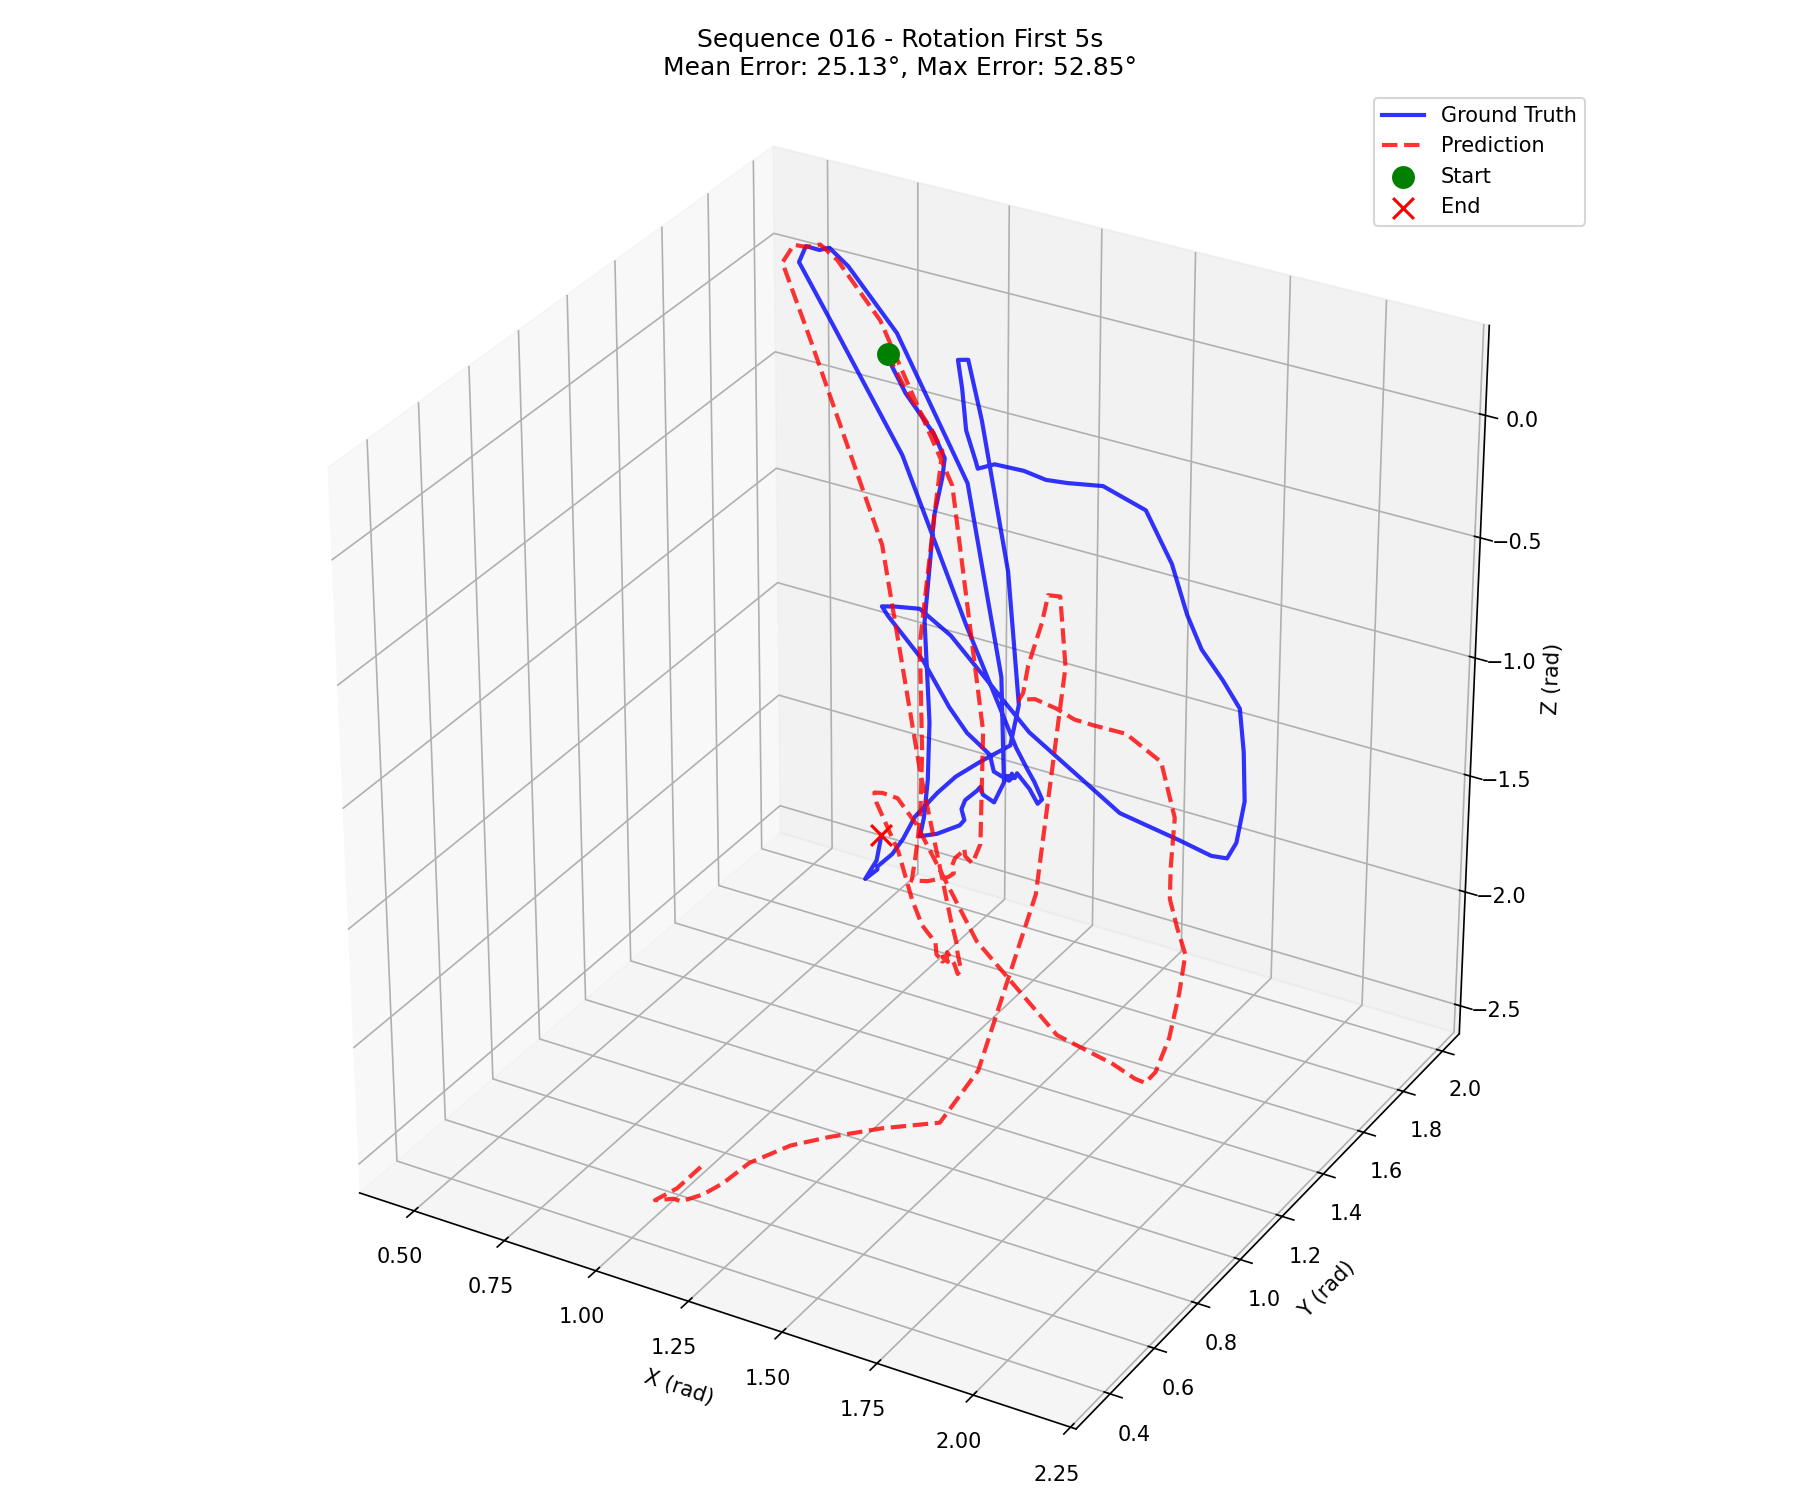 Sequence 016 - Rotation First 5s
Mean Error: 25.13°, Max Error: 52.85°
Ground Truth
Prediction
Start
End
0.0
−0.5
−1.0
−1.5
−2.0
−2.5
Z (rad)
2.0
1.8
1.6
1.4
1.2
1.0
0.8
0.6
0.4
Y (rad)
0.50
0.75
1.00
1.25
1.50
1.75
2.00
2.25
X (rad)